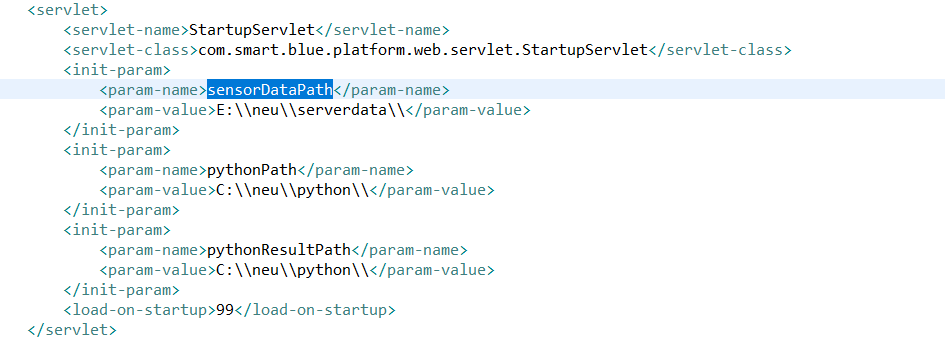 <servlet>
<servlet-name>StartupServlet</servlet-name>
<servlet-class>com.smart.blue.platform.web.servlet.StartupServlet</servlet-class>
<init-param>
<param-name>sensorDataPath</param-name>
<param-value>E:\\neu\\serverdata\\</param-value>
</init-param>
<init-param>
<param-name>pythonPath</param-name>
<param-value>C:\\neu\\python\\</param-value>
</init-param>
<init-param>
<param-name>pythonResultPath</param-name>
<param-value>C:\\neu\\python\\</param-value>
</init-param>
<load-on-startup>99</load-on-startup>
</servlet>